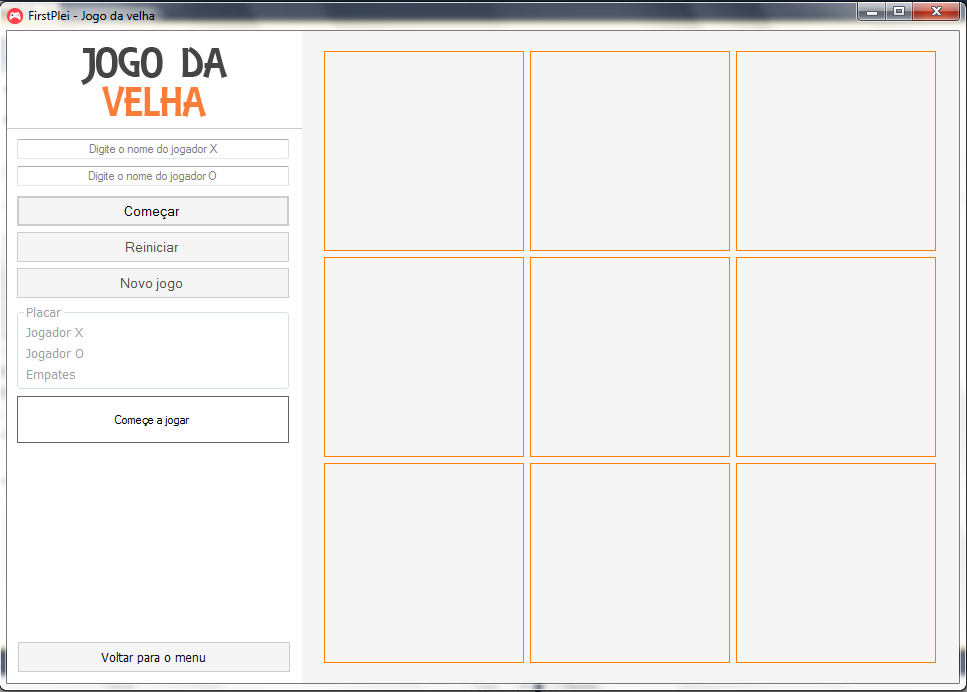 FirstPlei - Jogo da velha
JOGO DA
VELHA
Digite o nome do jogador X
Digite o nome do jogador O
Começar
Reiniciar
Novo jogo
Placar
Jogador X
Jogador O
Empates
Começe a jogar
Voltar para o menu